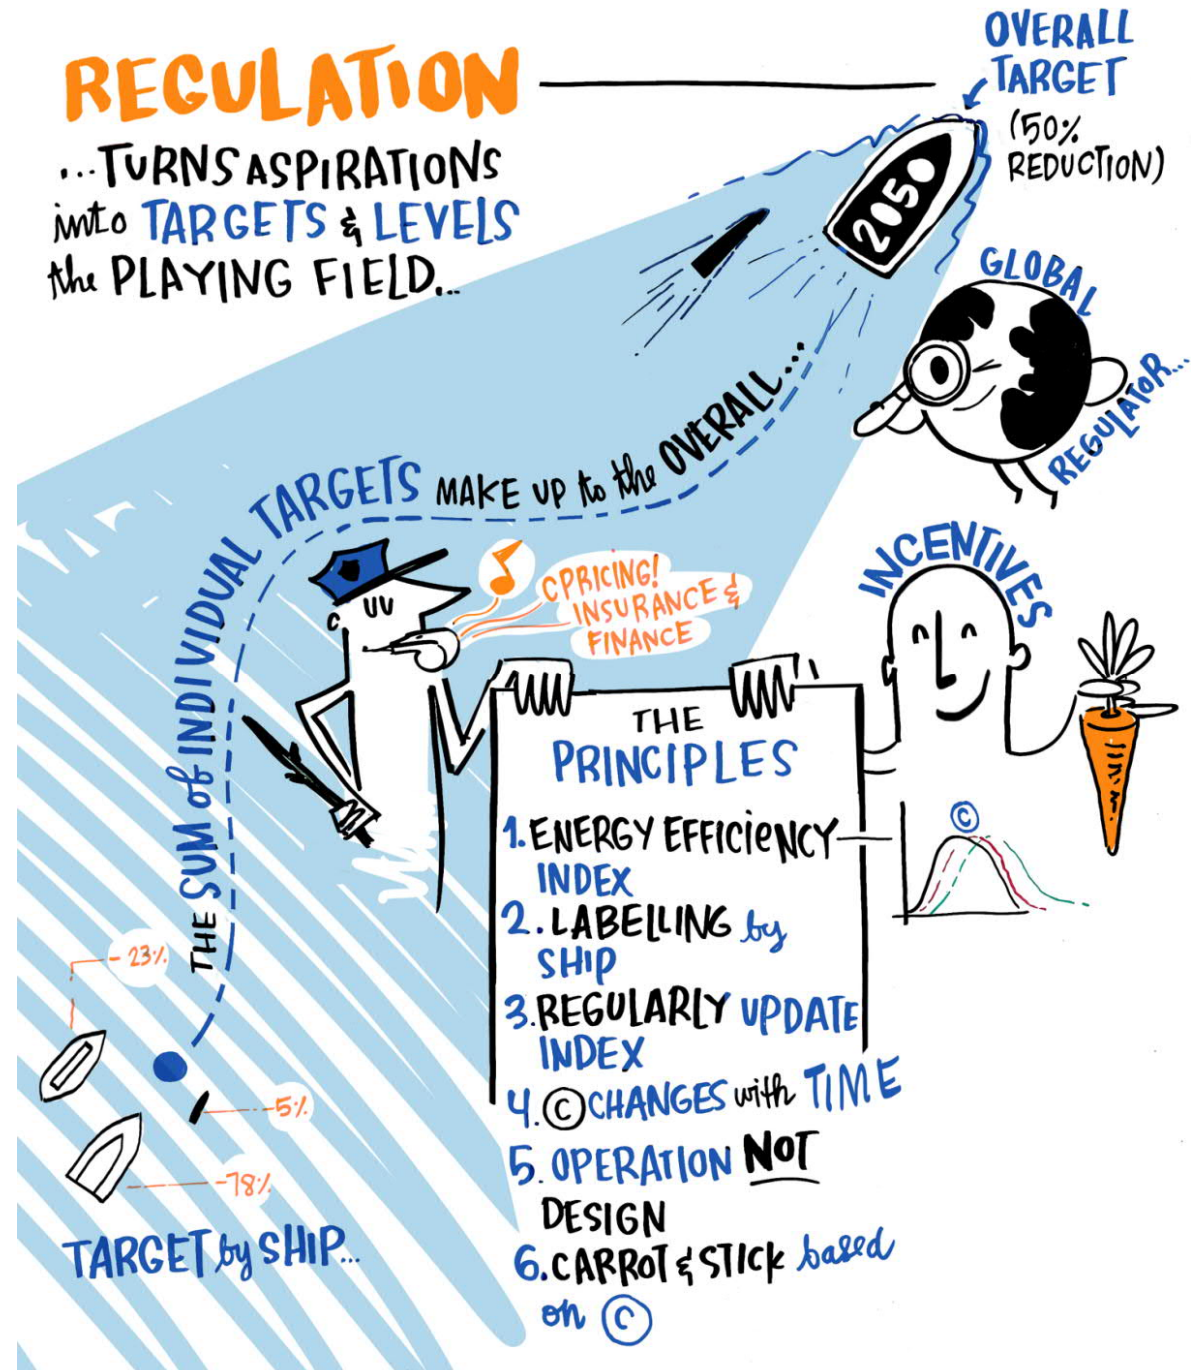 REGULATION
...TURNS ASPIRATIONS
into TARGETS & LEVELS
the PLAYING FIELD...
OVERALL
TARGET
(50%
REDUCTION)
2050
GLOBAL
REGULATOR...
THE SUM of INDIVIDUAL TARGETS MAKE UP to the OVERALL...
CPRICING!
INSURANCE &
FINANCE
INCENTIVES
THE
PRINCIPLES
1. ENERGY EFFICIENCY
INDEX
2. LABELLING by
SHIP
3. REGULARLY UPDATE
INDEX
4. © CHANGES with TIME
5. OPERATION NOT
DESIGN
6. CARROT & STICK based
on ©
©
- 23%
-5%
-78%
TARGET by SHIP...